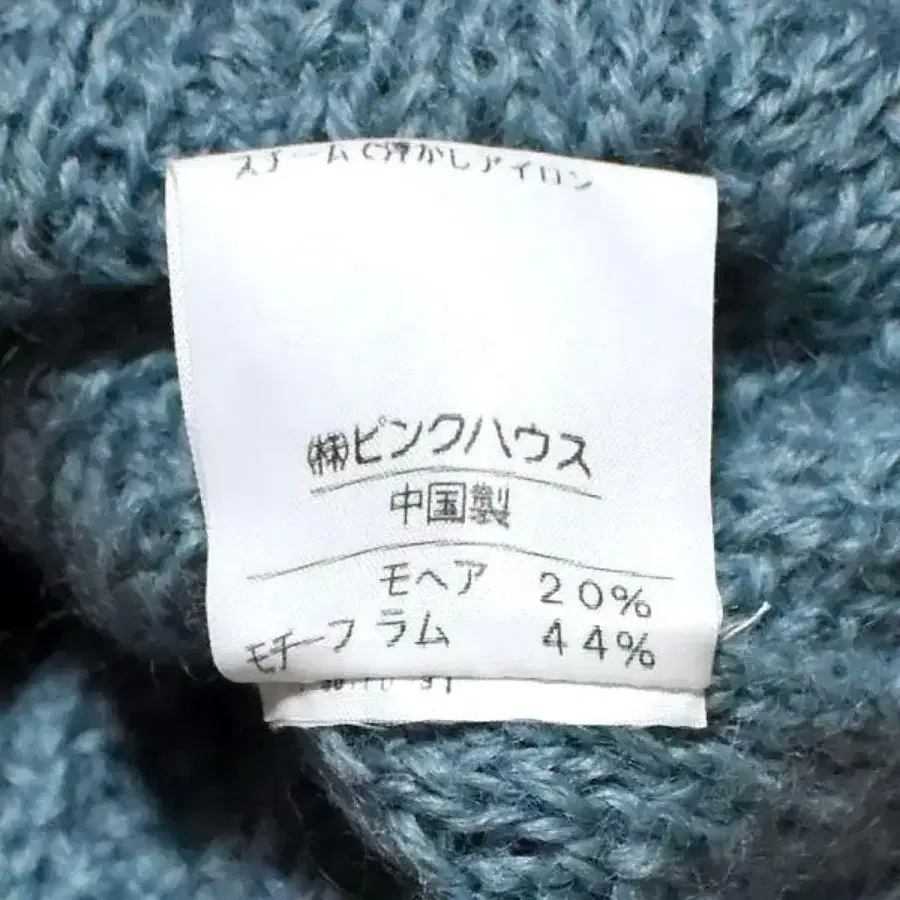 スチームで浮かしアイロン
㈱ピンクハウス
中国製
モヘア 20%
モチーフ ラム 44%